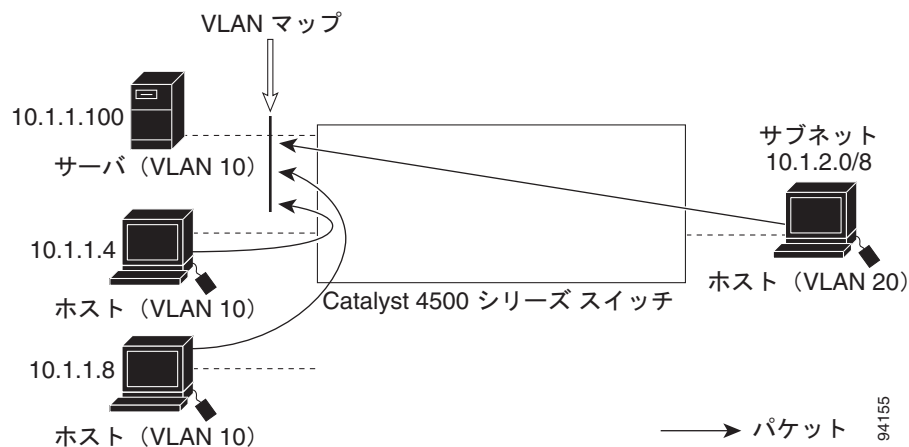 VLAN マップ
10.1.1.100
サーバ（VLAN 10）
サブネット
10.1.2.0/8
10.1.1.4
ホスト（VLAN 10）
Catalyst 4500 シリーズ スイッチ
ホスト（VLAN 20）
10.1.1.8
ホスト（VLAN 10）
パケット
94155